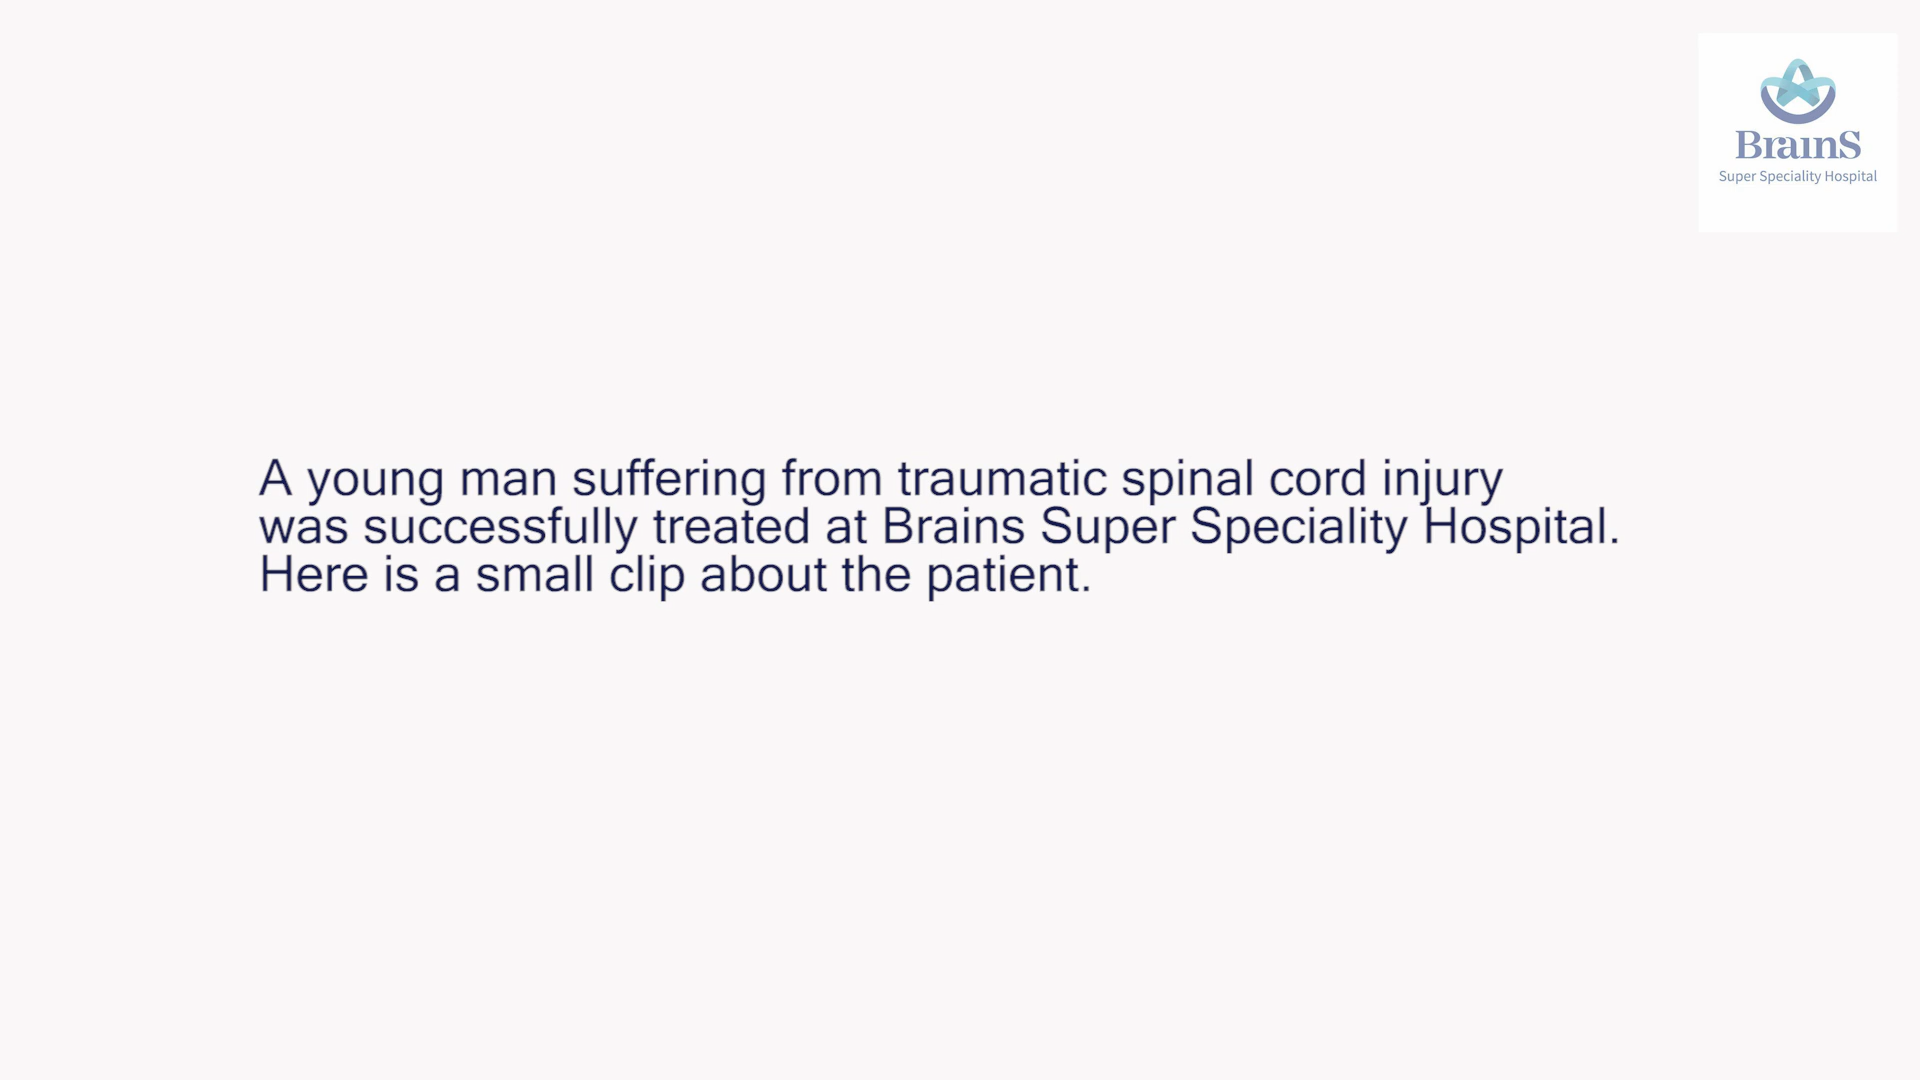 BrainS
Super Speciality Hospital
A young man suffering from traumatic spinal cord injury
was successfully treated at Brains Super Speciality Hospital.
Here is a small clip about the patient.